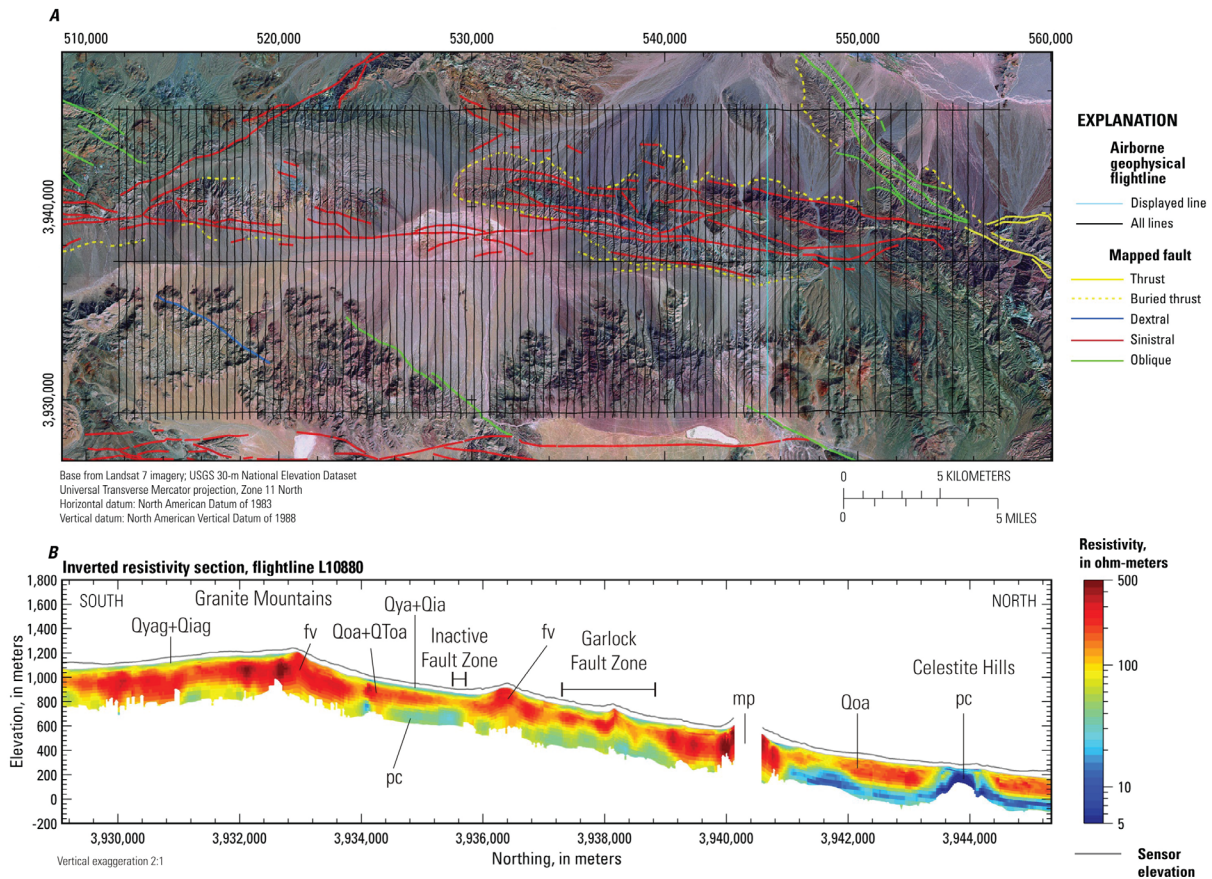 A
510,000 520,000 530,000 540,000 550,000 560,000
3,940,000
3,930,000
EXPLANATION
Airborne
geophysical
flightline
Displayed line
All lines
Mapped fault
Thrust
Buried thrust
Dextral
Sinistral
Oblique
Base from Landsat 7 imagery; USGS 30-m National Elevation Dataset
Universal Transverse Mercator projection, Zone 11 North
Horizontal datum: North American Datum of 1983
Vertical datum: North American Vertical Datum of 1988
0 5 KILOMETERS
0 5 MILES
B
Inverted resistivity section, flightline L10880
1,800
1,600
1,400
1,200
1,000
800
600
400
200
0
-200
Elevation, in meters
SOUTH
Granite Mountains
NORTH
Qyag+Qiag
fv
Qoa+QToa
Qya+Qia
Inactive
Fault Zone
fv
Garlock
Fault Zone
Celestite Hills
mp
Qoa
pc
pc
3,930,000 3,932,000 3,934,000 3,936,000 3,938,000 3,940,000 3,942,000 3,944,000
Northing, in meters
Vertical exaggeration 2:1
Resistivity,
in ohm-meters
500
100
10
5
Sensor
elevation